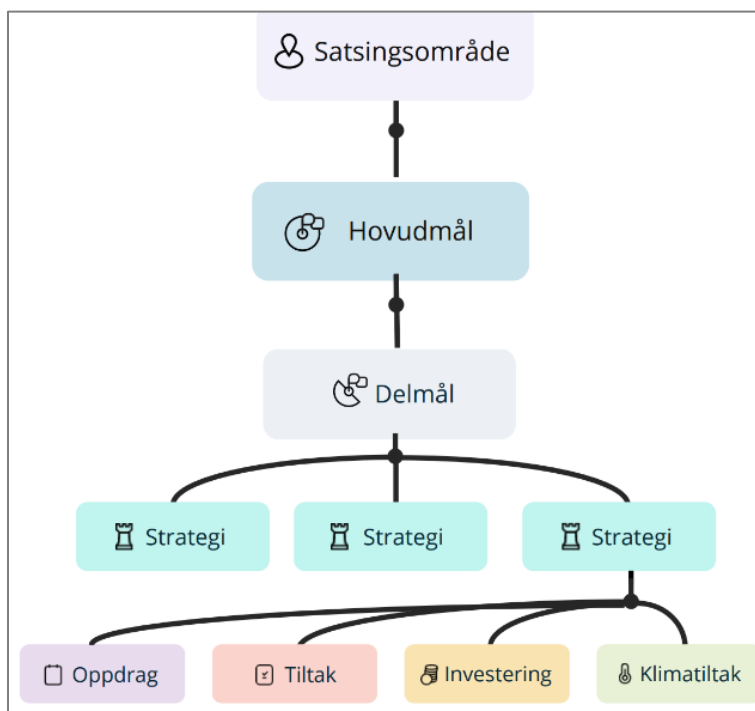 Satsingsområde
Hovudmål
Delmål
Strategi
Strategi
Strategi
Oppdrag
Tiltak
Investering
Klimatiltak